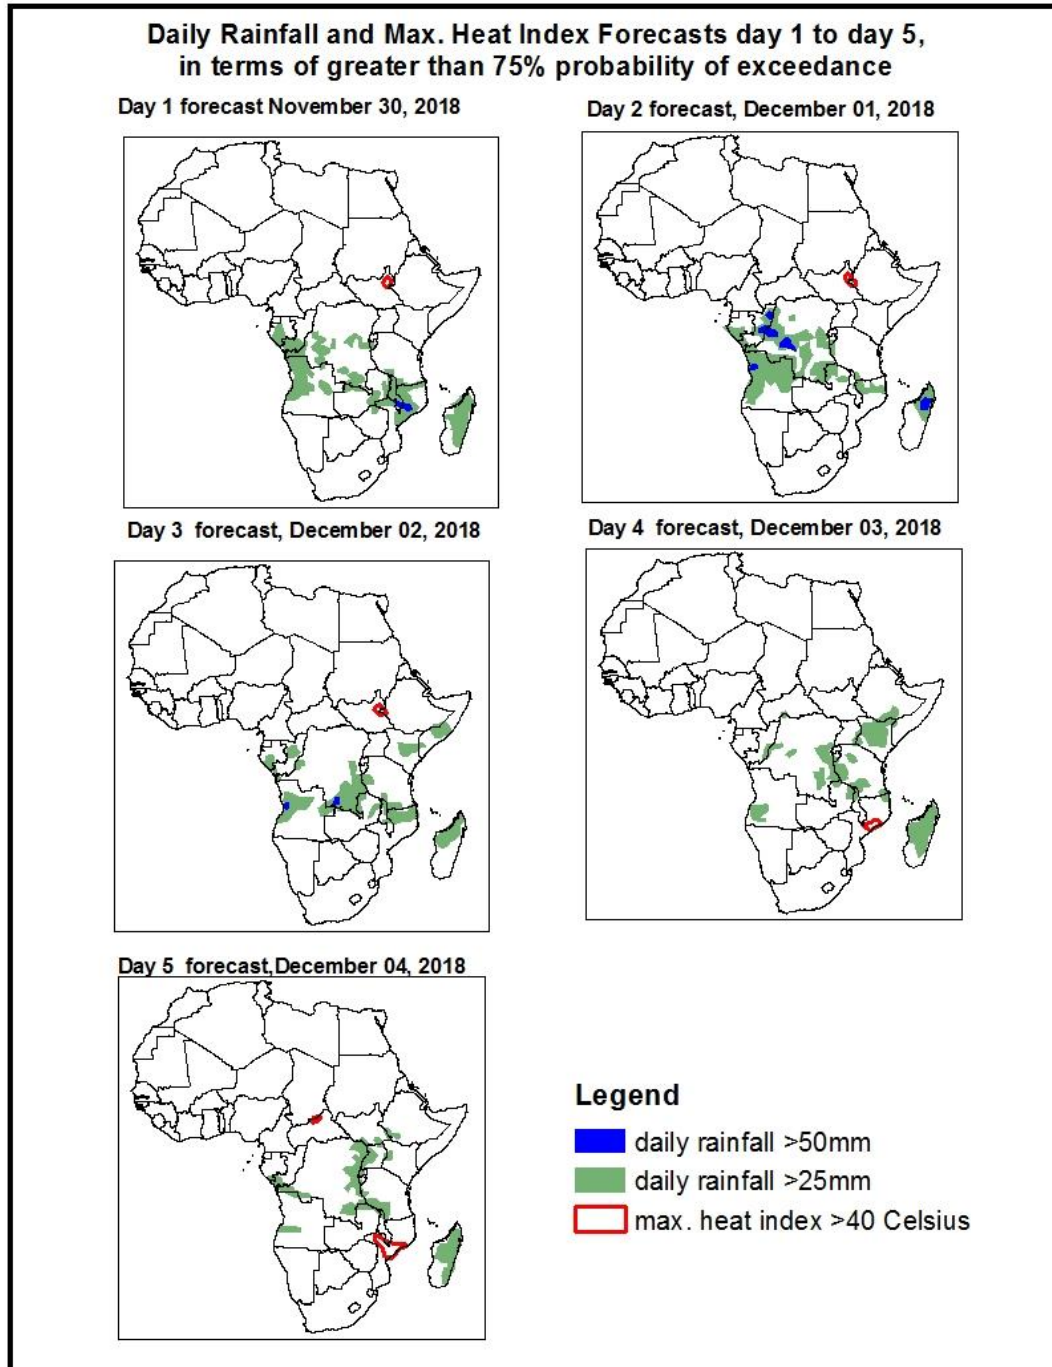 Daily Rainfall and Max. Heat Index Forecasts day 1 to day 5,
in terms of greater than 75% probability of exceedance
Day 1 forecast November 30, 2018
Day 2 forecast, December 01, 2018
Day 3  forecast, December 02, 2018
Day 4  forecast, December 03, 2018
Day 5  forecast,December 04, 2018
Legend
daily rainfall >50mm
daily rainfall >25mm
max. heat index >40 Celsius